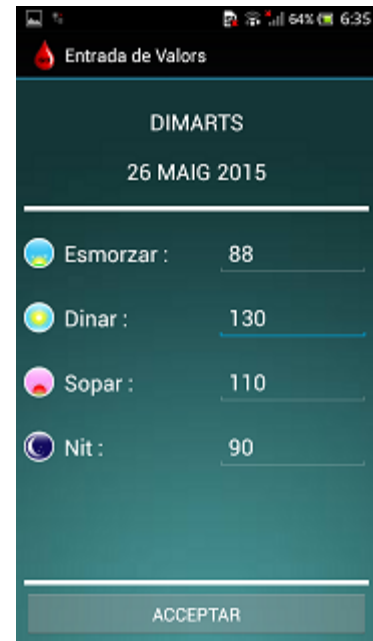 64% 6:35
Entrada de Valors
DIMARTS
26 MAIG 2015
Esmorzar : 88
Dinar : 130
Sopar : 110
Nit : 90
ACCEPTAR